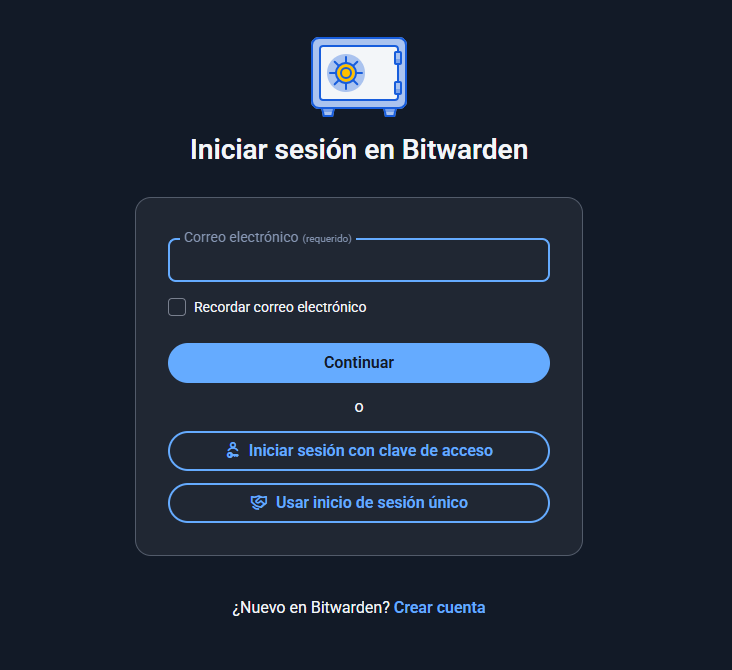 Iniciar sesión en Bitwarden
Correo electrónico (requerido)
Recordar correo electrónico
Continuar
o
Iniciar sesión con clave de acceso
Usar inicio de sesión único
¿Nuevo en Bitwarden? Crear cuenta